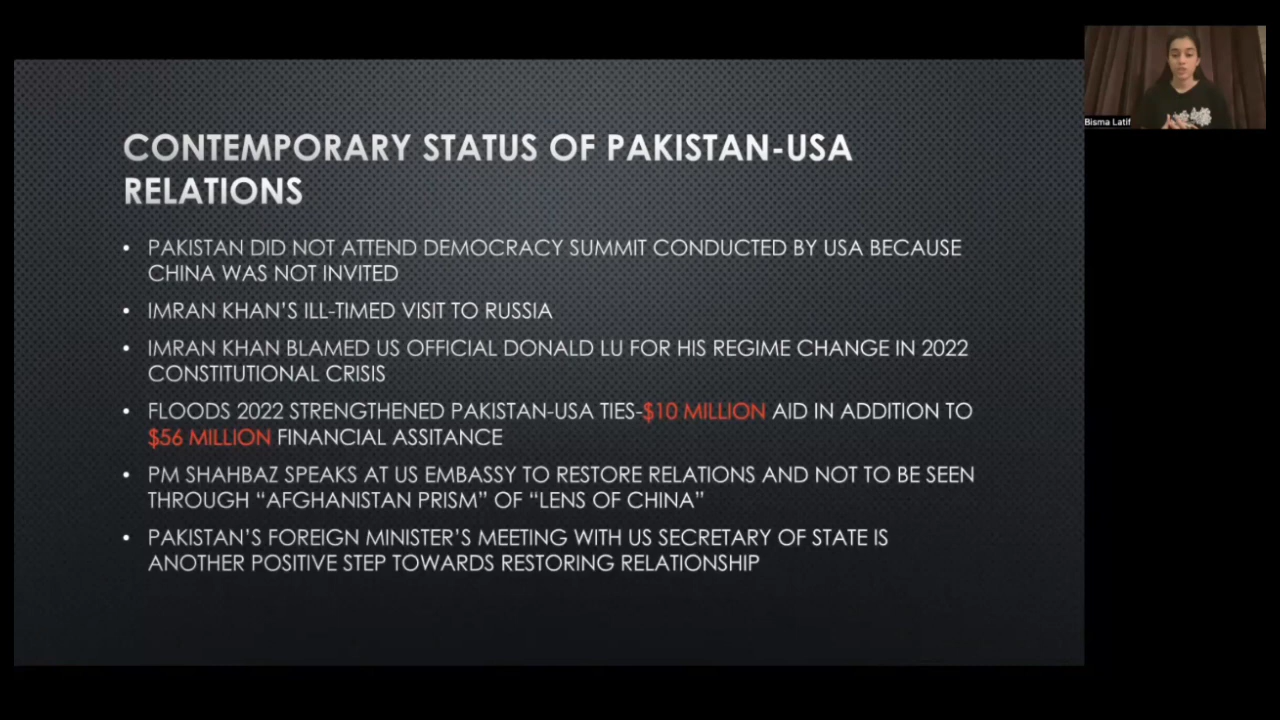 CONTEMPORARY STATUS OF PAKISTAN-USA
RELATIONS
• PAKISTAN DID NOT ATTEND DEMOCRACY SUMMIT CONDUCTED BY USA BECAUSE
CHINA WAS NOT INVITED
• IMRAN KHAN'S ILL-TIMED VISIT TO RUSSIA
• IMRAN KHAN BLAMED US OFFICIAL DONALD LU FOR HIS REGIME CHANGE IN 2022
CONSTITUTIONAL CRISIS
• FLOODS 2022 STRENGTHENED PAKISTAN-USA TIES-$10 MILLION AID IN ADDITION TO
$56 MILLION FINANCIAL ASSITANCE
• PM SHAHBAZ SPEAKS AT US EMBASSY TO RESTORE RELATIONS AND NOT TO BE SEEN
THROUGH “AFGHANISTAN PRISM” OF “LENS OF CHINA”
• PAKISTAN'S FOREIGN MINISTER'S MEETING WITH US SECRETARY OF STATE IS
ANOTHER POSITIVE STEP TOWARDS RESTORING RELATIONSHIP
Bisma Latif